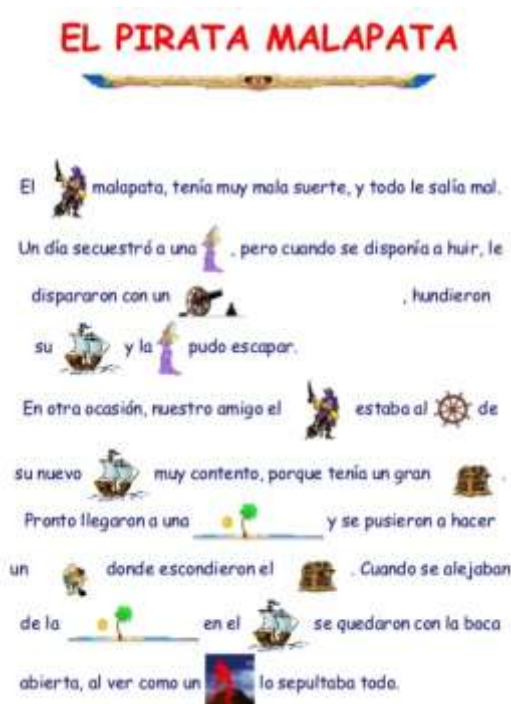 EL PIRATA MALAPATA
El malapata, tenía muy mala suerte, y todo le salía mal.
Un día secuestró a una , pero cuando se disponía a huir, le
dispararon con un , hundieron
su y la pudo escapar.
En otra ocasión, nuestro amigo el estaba al de
su nuevo muy contento, porque tenía un gran .
Pronto llegaron a una y se pusieron a hacer
un donde escondieron el . Cuando se alejaban
de la en el se quedaron con la boca
abierta, al ver como un lo sepultaba todo.